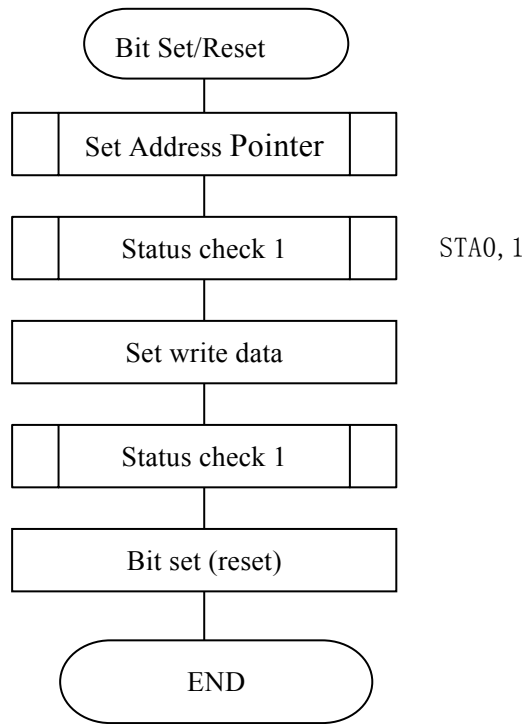 Bit Set/Reset
Set Address Pointer
Status check 1
STA0, 1
Set write data
Status check 1
Bit set (reset)
END